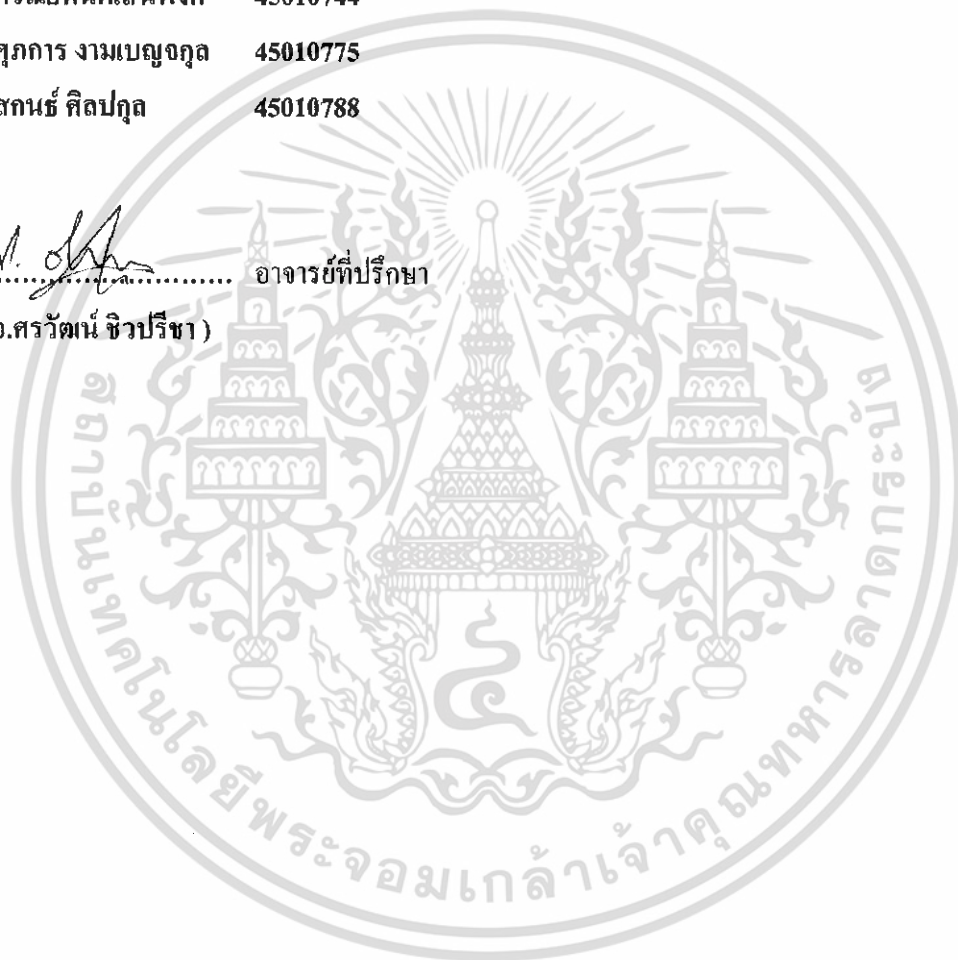 45010744
ศุภการ งามเบญจกุล 45010775
สกนธ์ ศิลปกุล 45010788
อาจารย์ที่ปรึกษา
อ.ศรวัฒน์ ชิวปรีชา )
สถาบันเทคโนโลยีพระจอมเกล้าเจ้าคุณทหารลาดกระบัง